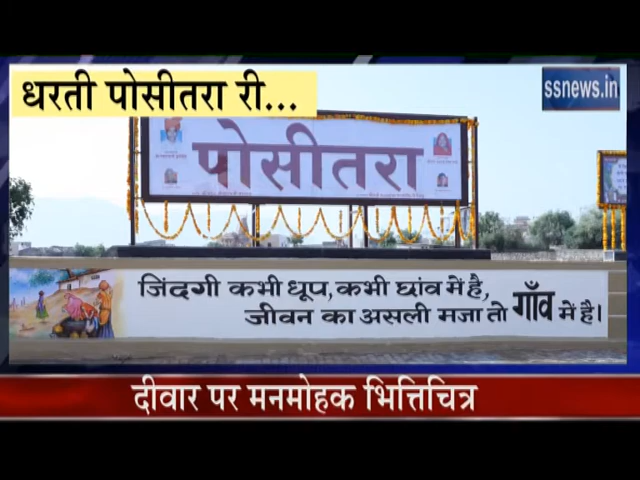 धरती पोसीतरा री...
ssnews.in
पोसीतरा
जिंदगी कभी धूप, कभी छांव में है,
जीवन का असली मजा तो गाँव में है।
दीवार पर मनमोहक भित्तिचित्र